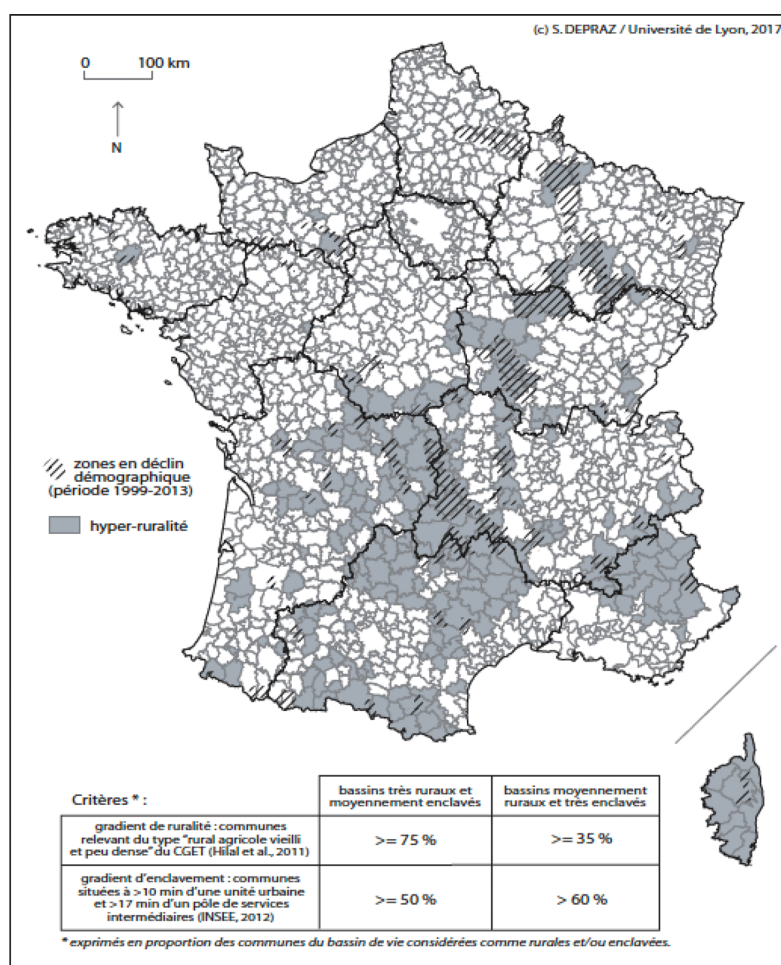 (c) S. DEPRAZ / Université de Lyon, 2017
0 100 km
N
zones en déclin
démographique
(période 1999-2013)
hyper-ruralité
Critères * :
bassins très ruraux et
moyennement enclavés
bassins moyennement
ruraux et très enclavés
gradient de ruralité : communes
relevant du type "rural agricole vieilli
et peu dense" du CGET (Hilal et al., 2011)
>= 75 %
>= 35 %
gradient d'enclavement : communes
situées à >10 min d'une unité urbaine
et >17 min d'un pôle de services
intermédiaires (INSEE, 2012)
>= 50 %
> 60 %
* exprimés en proportion des communes du bassin de vie considérées comme rurales et/ou enclavées.